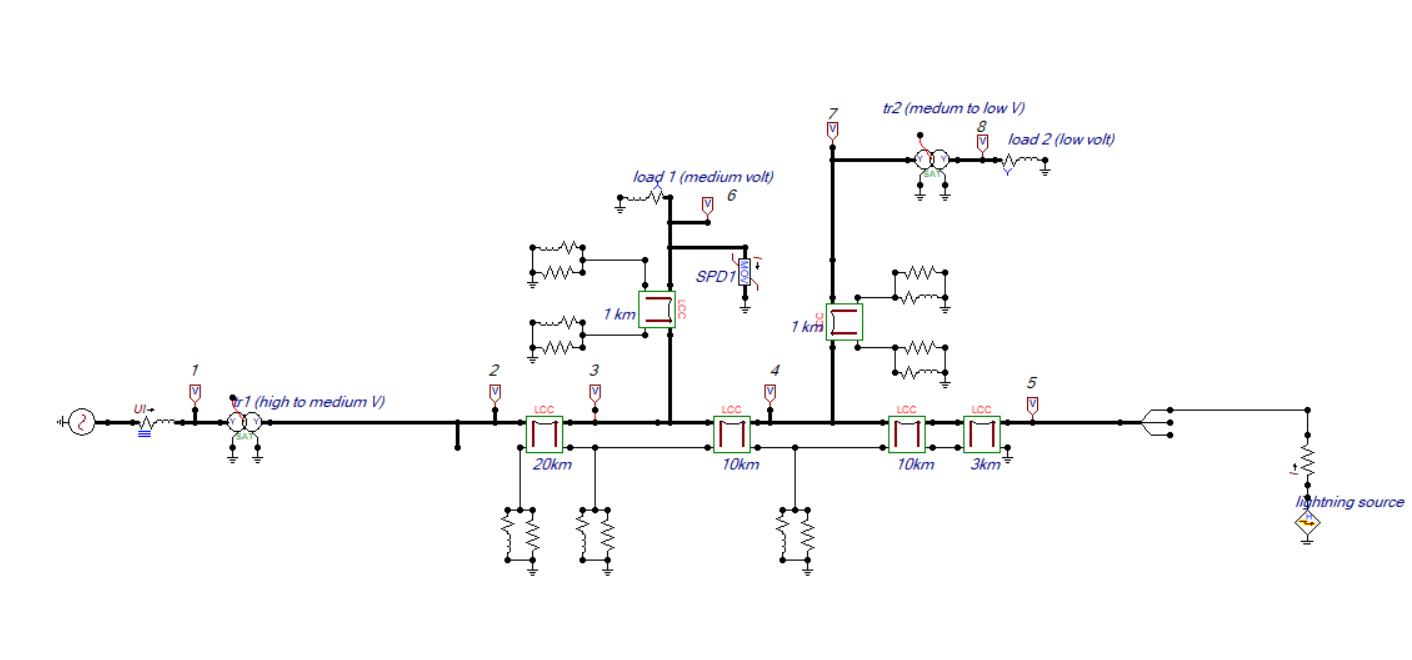 7
tr2 (medum to low V)
8
load 2 (low volt)
Y
Y
SAT
Y
load 1 (medium volt)
6
I
SPD1
MOV
LCC
1 km
1 km
LCC
1
2
3
4
5
UI
tr1 (high to medium V)
Y
Y
SAT
LCC
LCC
LCC
LCC
20km
10km
10km
3km
I
lightning source
H
V
V
V
V
V
V
V
V